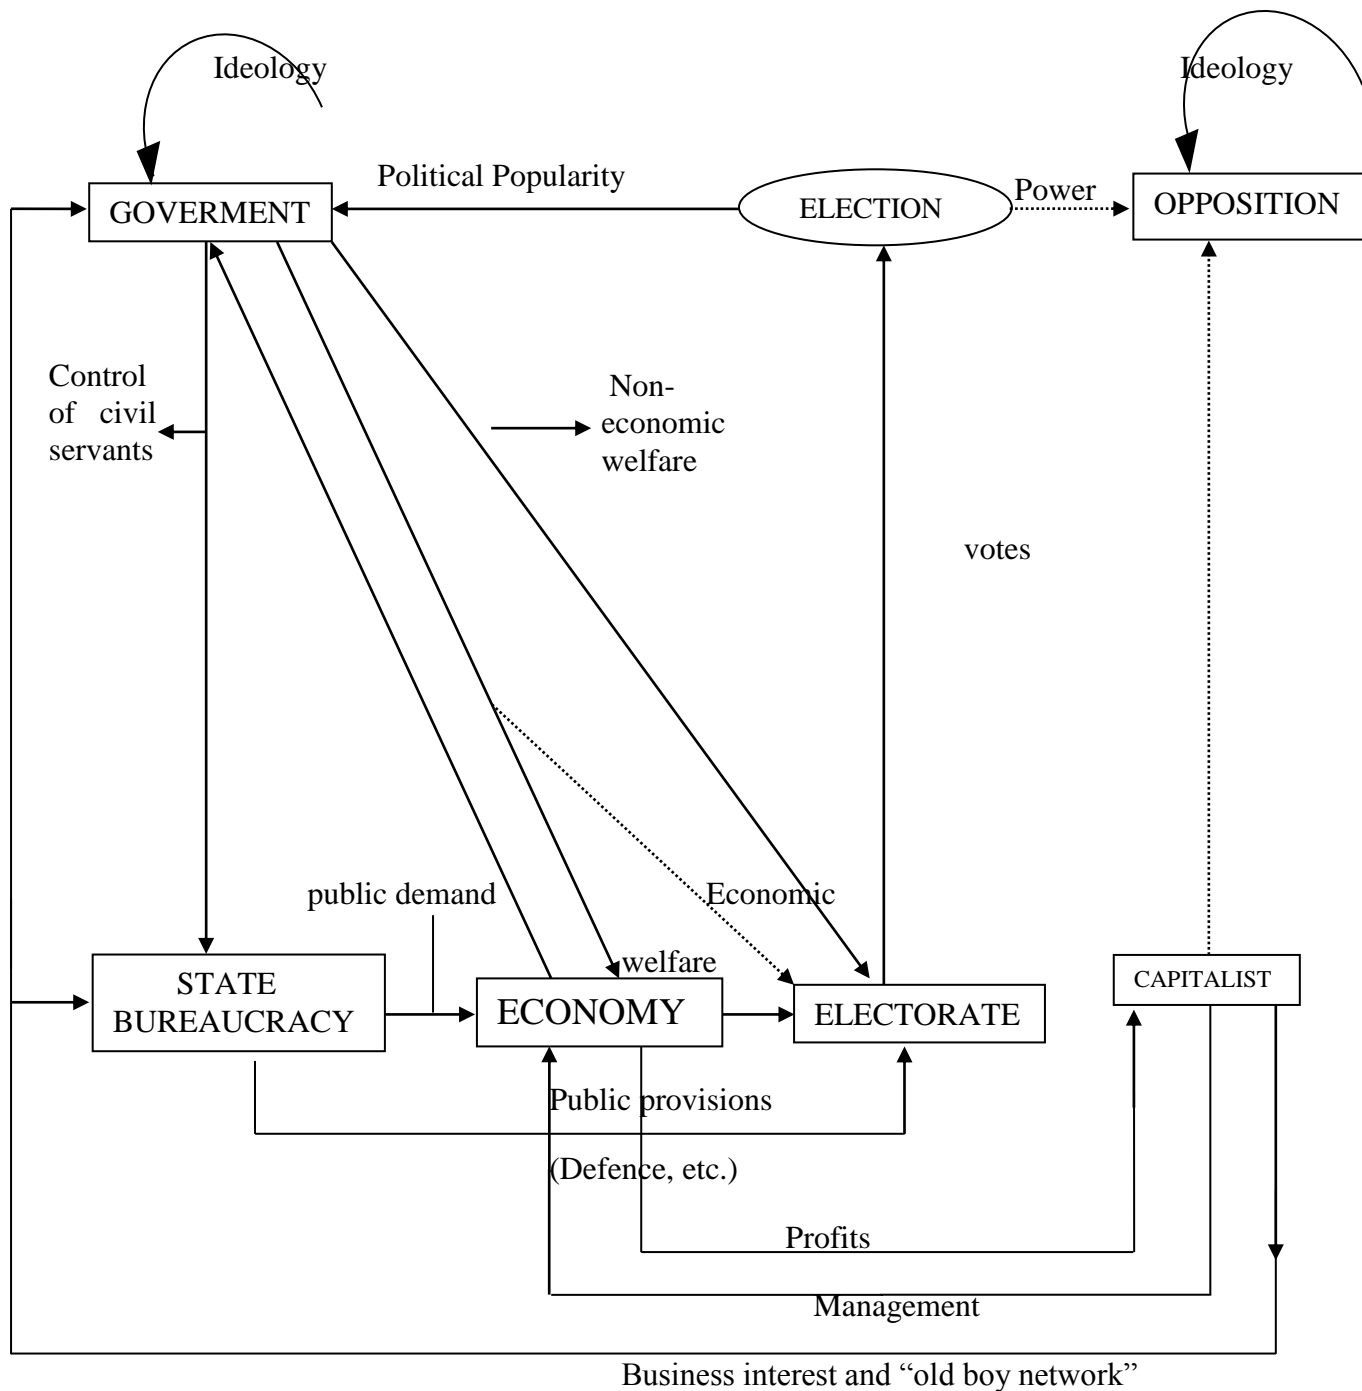 Ideology
Ideology
Political Popularity
Power
GOVERMENT
ELECTION
OPPOSITION
Control
of civil
servants
Non-
economic
welfare
votes
public demand
Economic
welfare
STATE
BUREAUCRACY
ECONOMY
ELECTORATE
CAPITALIST
Public provisions
(Defence, etc.)
Profits
Management
Business interest and “old boy network”